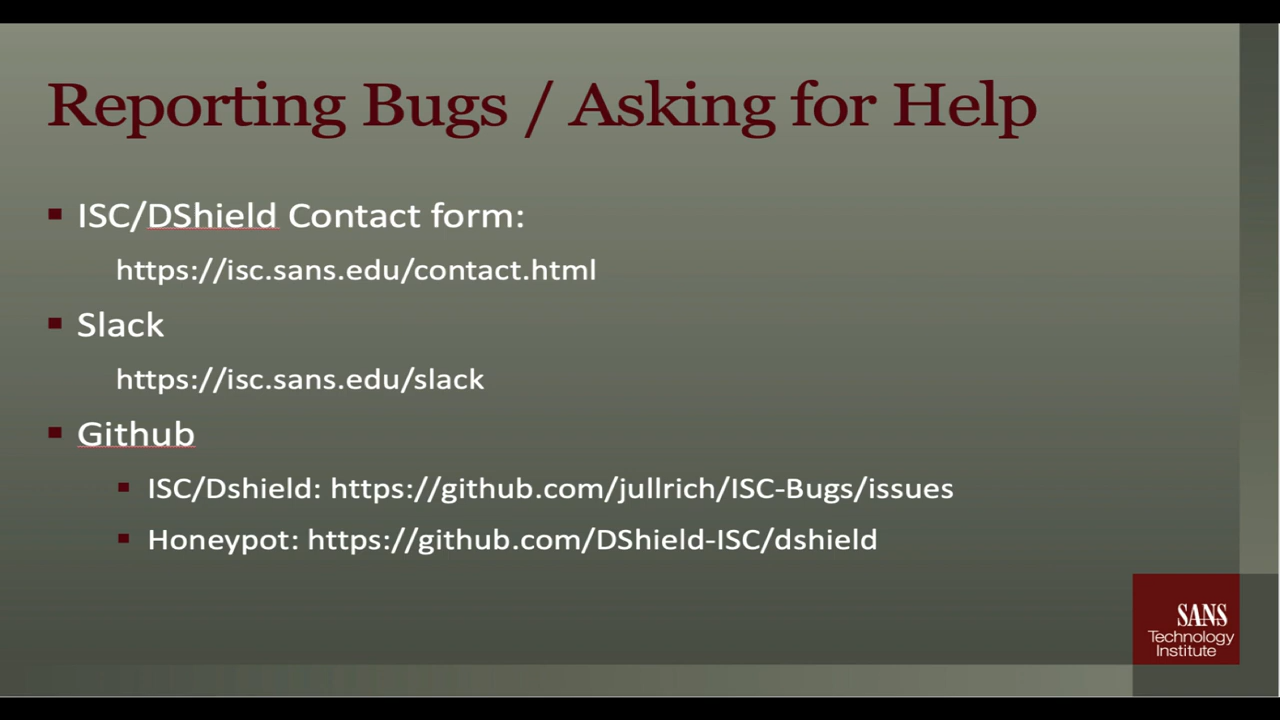 Reporting Bugs / Asking for Help
ISC/DShield Contact form:
https://isc.sans.edu/contact.html
Slack
https://isc.sans.edu/slack
Github
ISC/Dshield: https://github.com/jullrich/ISC-Bugs/issues
Honeypot: https://github.com/DShield-ISC/dshield
SANS
Technology
Institute